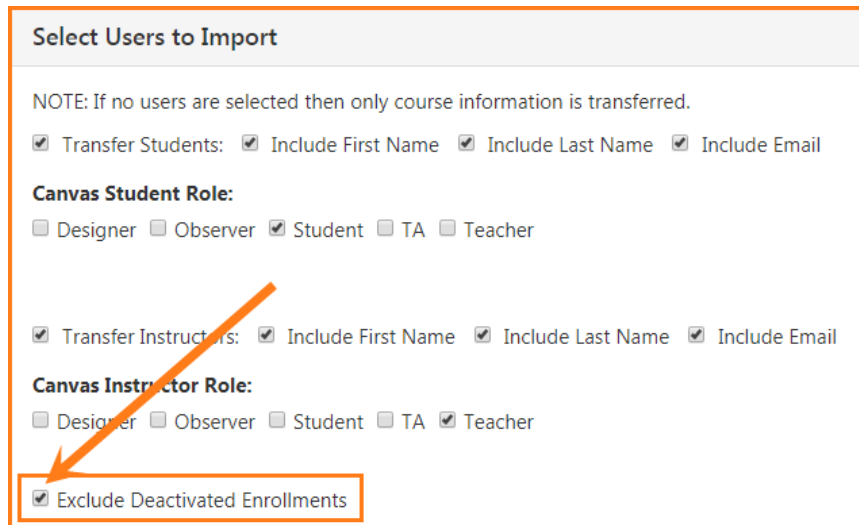 Select Users to Import
NOTE: If no users are selected then only course information is transferred.
Transfer Students: Include First Name Include Last Name Include Email
Canvas Student Role:
Designer Observer Student TA Teacher
Transfer Instructors: Include First Name Include Last Name Include Email
Canvas Instructor Role:
Designer Observer Student TA Teacher
Exclude Deactivated Enrollments